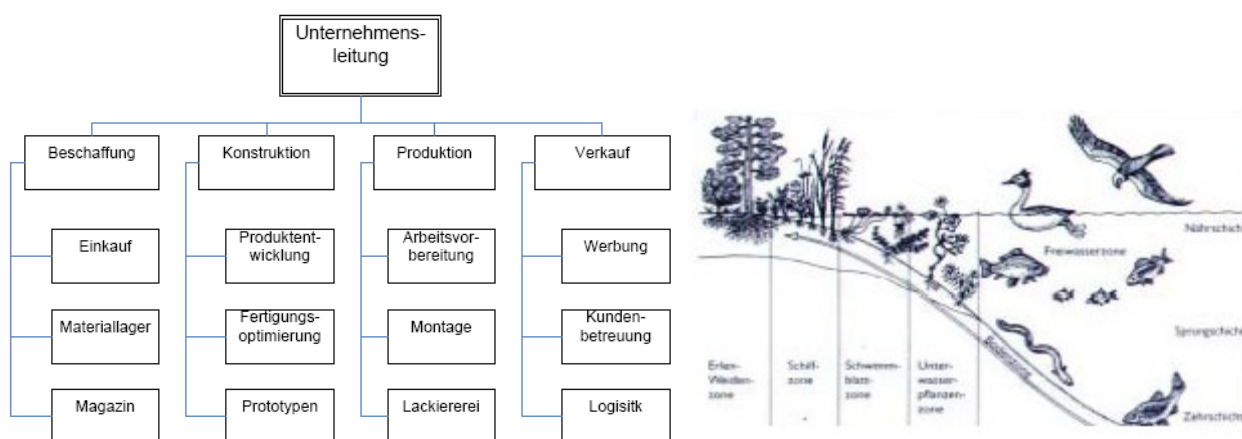 Unternehmens-
leitung
Beschaffung
Konstruktion
Produktion
Verkauf
Einkauf
Produktent-
wicklung
Arbeitsvor-
bereitung
Werbung
Materiallager
Fertigungs-
optimierung
Montage
Kunden-
betreuung
Magazin
Prototypen
Lackiererei
Logisitk
Nährschicht
Freiwasserzone
Sprungschicht
Bodenzone
Erlen-
Weiden-
zone
Schilf-
zone
Schwimm-
blatt-
zone
Unter-
wasser-
pflanzen-
zone
Zehrschicht